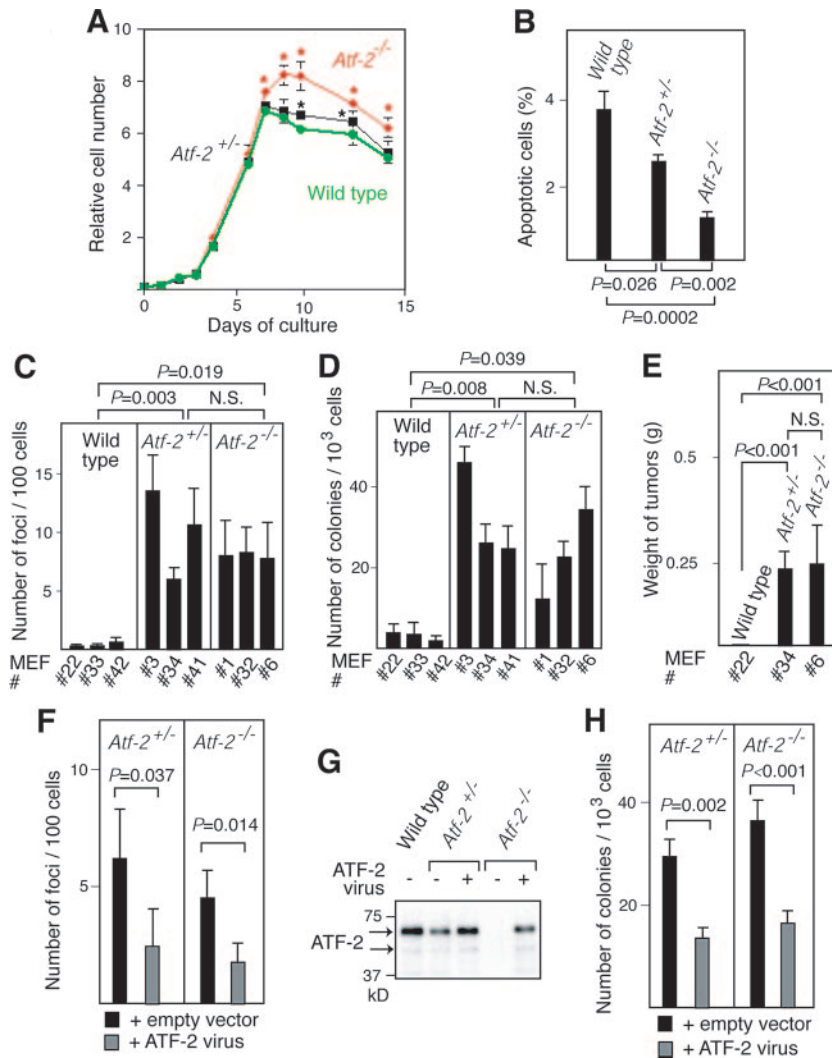 A
Relative cell number
10
8
6
4
2
Atf-2-/-
Atf-2+/-
Wild type
0
5
10
15
Days of culture
B
Apoptotic cells (%)
4
2
Wild type
Atf-2+/-
Atf-2-/-
P=0.026
P=0.002
P=0.0002
C
P=0.019
P=0.003
N.S.
Number of foci / 100 cells
15
10
5
Wild type
Atf-2+/-
Atf-2-/-
MEF #
#22
#33
#42
#3
#34
#41
#1
#32
#6
D
P=0.039
P=0.008
N.S.
Number of colonies / 103 cells
40
20
Wild type
Atf-2+/-
Atf-2-/-
MEF #
#22
#33
#42
#3
#34
#41
#1
#32
#6
E
P<0.001
N.S.
P<0.001
Weight of tumors (g)
0.5
0.25
Wild type
Atf-2+/-
Atf-2-/-
MEF #
#22
#34
#6
F
Number of foci / 100 cells
10
5
Atf-2+/-
Atf-2-/-
P=0.037
P=0.014
+ empty vector
+ ATF-2 virus
G
Wild type
Atf-2+/-
Atf-2-/-
ATF-2 virus
- - + - +
75
ATF-2
37
kD
H
Number of colonies / 103 cells
40
20
Atf-2+/-
Atf-2-/-
P=0.002
P<0.001
+ empty vector
+ ATF-2 virus